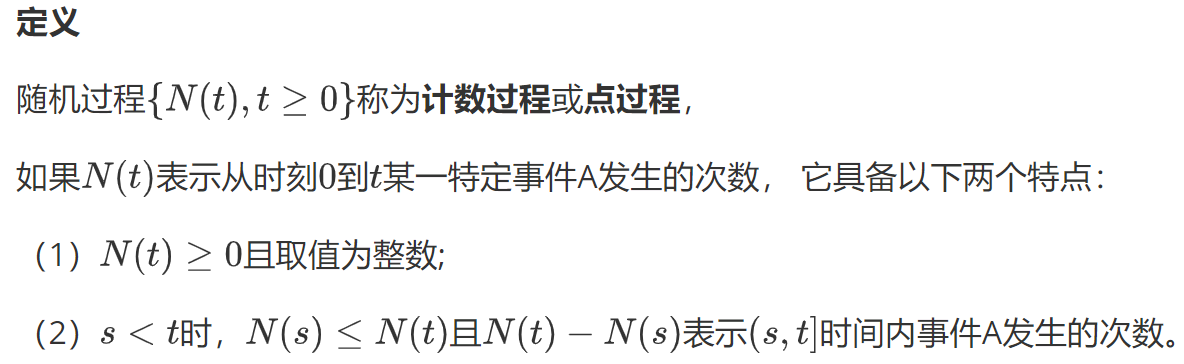 定义
随机过程{N(t), t ≥ 0}称为计数过程或点过程，
如果N(t)表示从时刻0到t某一特定事件A发生的次数， 它具备以下两个特点：
（1）N(t) ≥ 0且取值为整数;
（2）s < t时，N(s) ≤ N(t)且N(t) − N(s)表示(s, t]时间内事件A发生的次数。